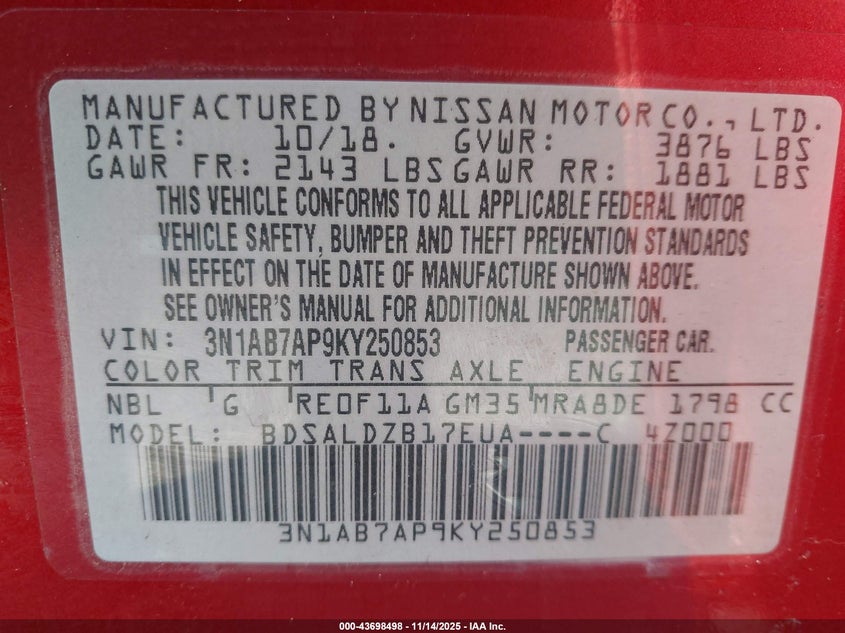 MANUFACTURED BY NISSAN MOTOR CO., LTD.
DATE: 10/18. GVWR: 3876 LBS
GAWR FR: 2143 LBS GAWR RR: 1881 LBS
THIS VEHICLE CONFORMS TO ALL APPLICABLE FEDERAL MOTOR
VEHICLE SAFETY, BUMPER AND THEFT PREVENTION STANDARDS
IN EFFECT ON THE DATE OF MANUFACTURE SHOWN ABOVE.
SEE OWNER'S MANUAL FOR ADDITIONAL INFORMATION.
VIN: 3N1AB7AP9KY250853 PASSENGER CAR.
COLOR TRIM TRANS AXLE ENGINE
NBL G RE0F11A GM35 MRA8DE 1798 CC
MODEL: BDSALDZB17EUA----C 4Z000
3N1AB7AP9KY250853
000-43698498 - 11/14/2025 - IAA Inc.